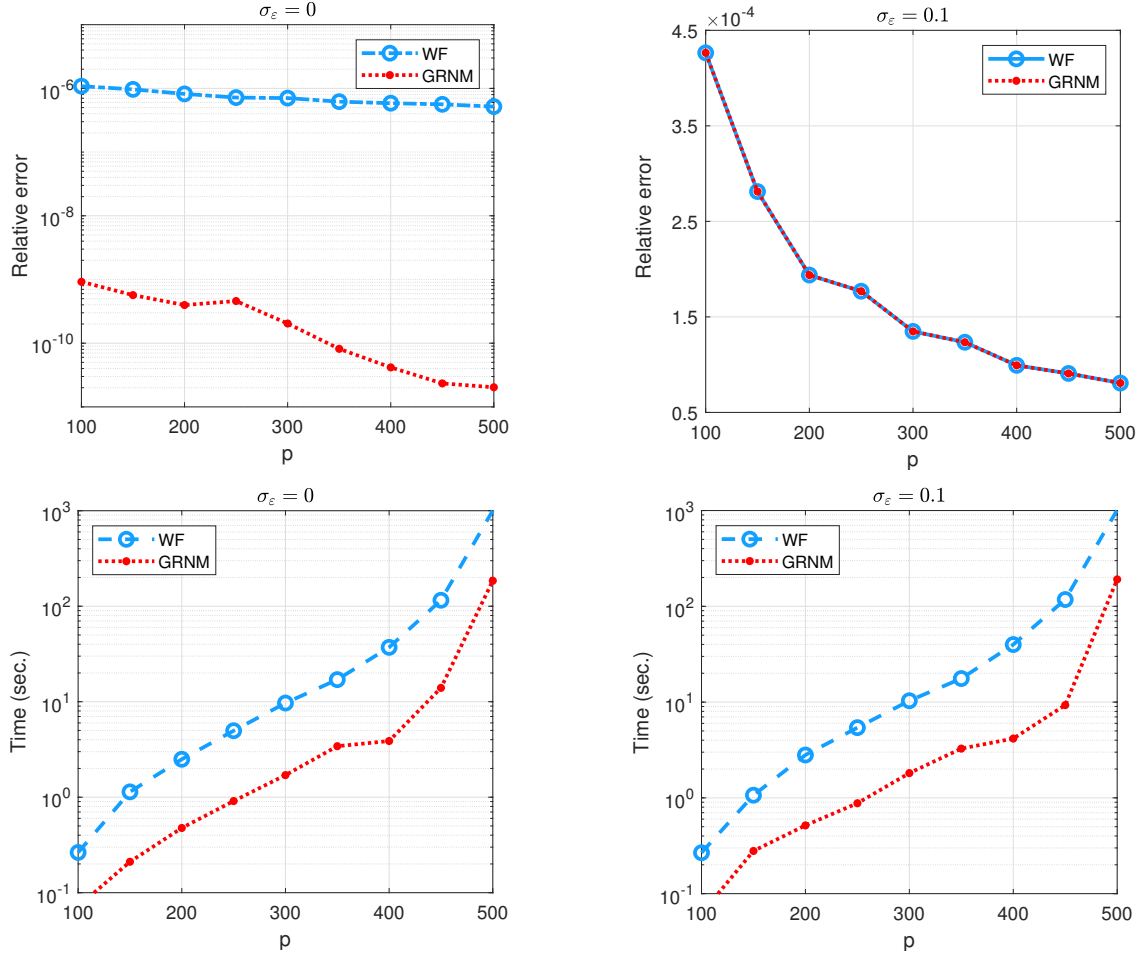 σ_ε = 0
WF
GRNM
10^-6
10^-8
10^-10
Relative error
100 200 300 400 500
p
×10^-4
σ_ε = 0.1
WF
GRNM
4.5
3.5
2.5
1.5
0.5
Relative error
100 200 300 400 500
p
σ_ε = 0
WF
GRNM
10^3
10^2
10^1
10^0
10^-1
Time (sec.)
100 200 300 400 500
p
σ_ε = 0.1
WF
GRNM
10^3
10^2
10^1
10^0
10^-1
Time (sec.)
100 200 300 400 500
p